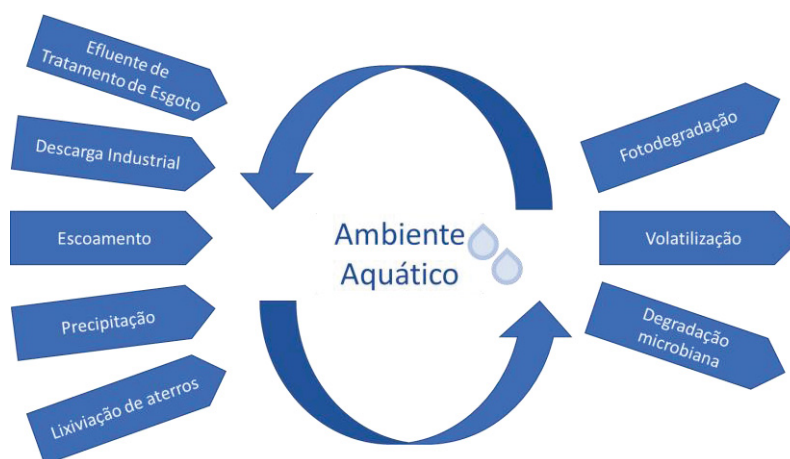 Efluente de
Tratamento de Esgoto
Descarga Industrial
Escoamento
Precipitação
Lixiviação de aterros
Ambiente
Aquático
Fotodegradação
Volatilização
Degradação
microbiana